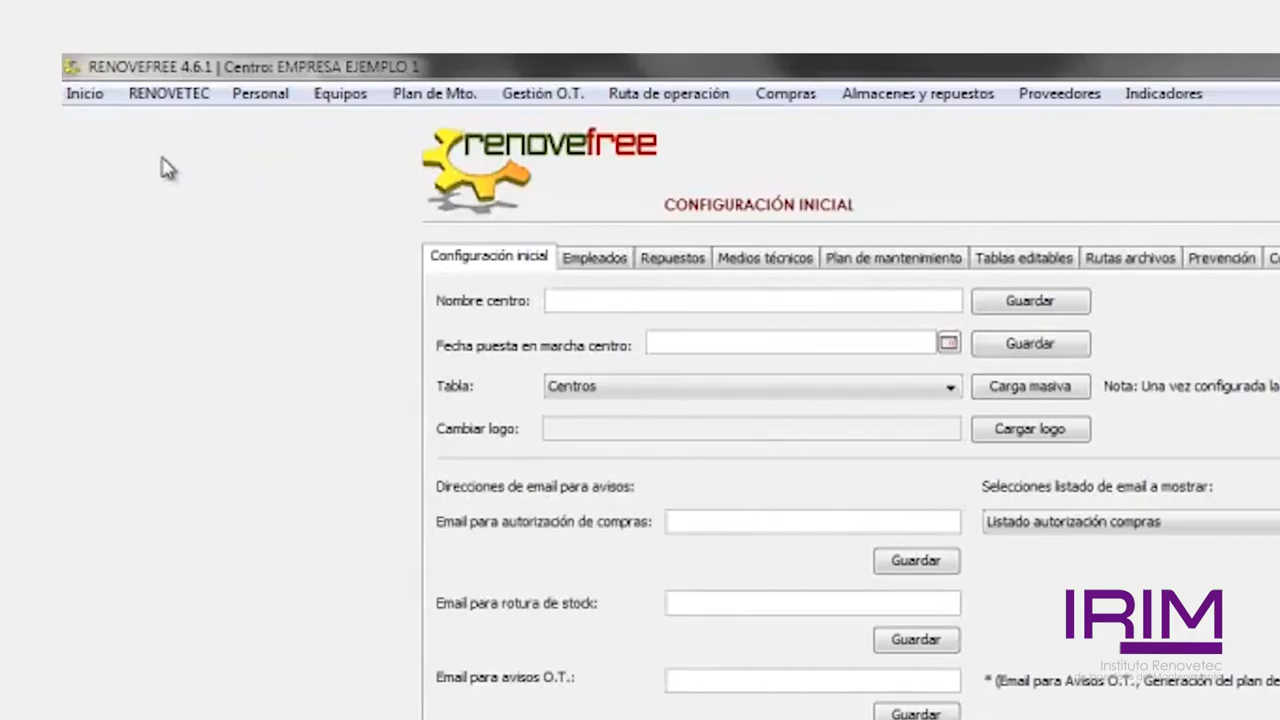 RENOVEFREE 4.6.1 | Centro: EMPRESA EJEMPLO 1
Inicio RENOVETEC Personal Equipos Plan de Mto. Gestión O.T. Ruta de operación Compras Almacenes y repuestos Proveedores Indicadores
renovefree
CONFIGURACIÓN INICIAL
Configuración inicial Empleados Repuestos Medios técnicos Plan de mantenimiento Tablas editables Rutas archivos Prevención
Nombre centro: Guardar
Fecha puesta en marcha centro: Guardar
Tabla: Centros Carga masiva Nota: Una vez configurada la
Cambiar logo: Cargar logo
Direcciones de email para avisos: Selecciones listado de email a mostrar:
Email para autorización de compras: Listado autorización compras
Guardar
Email para rotura de stock:
Guardar
Email para avisos O.T.: * (Email para Avisos O.T., Generación del plan de
Guardar
IRIM
Instituto Renovetec
de Ingeniería del Mantenimiento